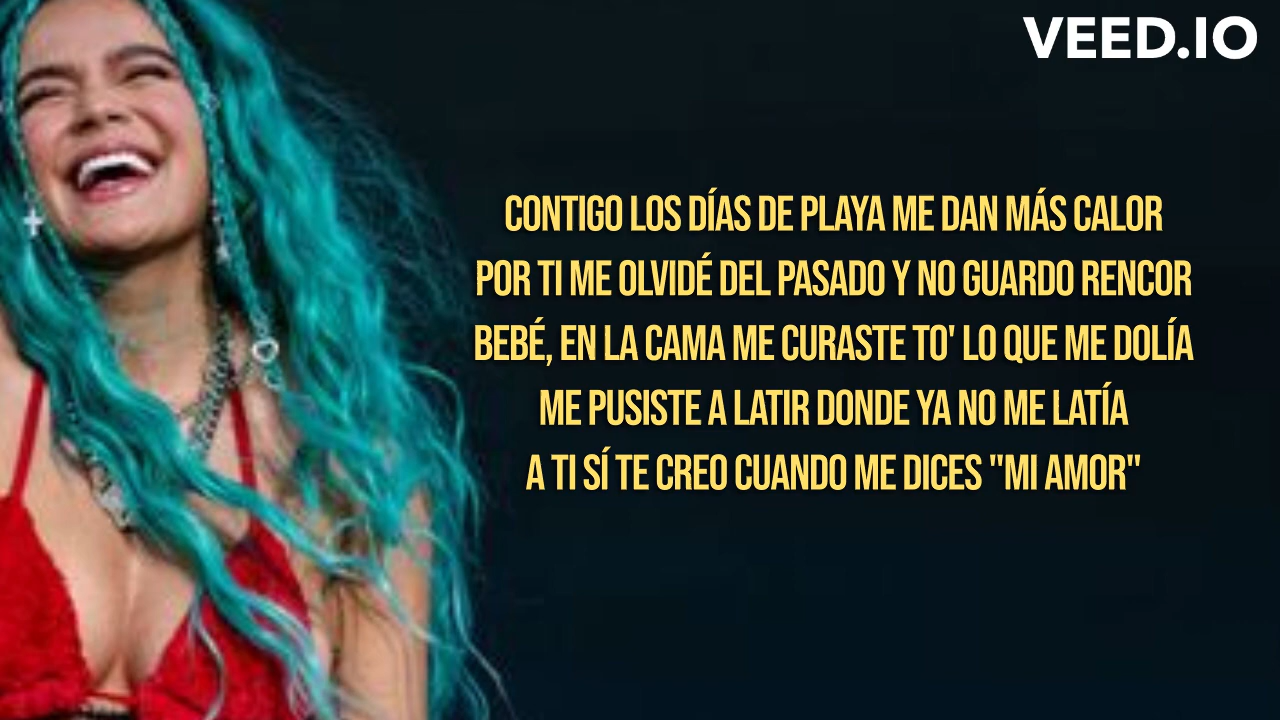 VEED.IO
CONTIGO LOS DÍAS DE PLAYA ME DAN MÁS CALOR
POR TI ME OLVIDÉ DEL PASADO Y NO GUARDO RENCOR
BEBÉ, EN LA CAMA ME CURASTE TO' LO QUE ME DOLÍA
ME PUSISTE A LATIR DONDE YA NO ME LATÍA
A TI SÍ TE CREO CUANDO ME DICES "MI AMOR"